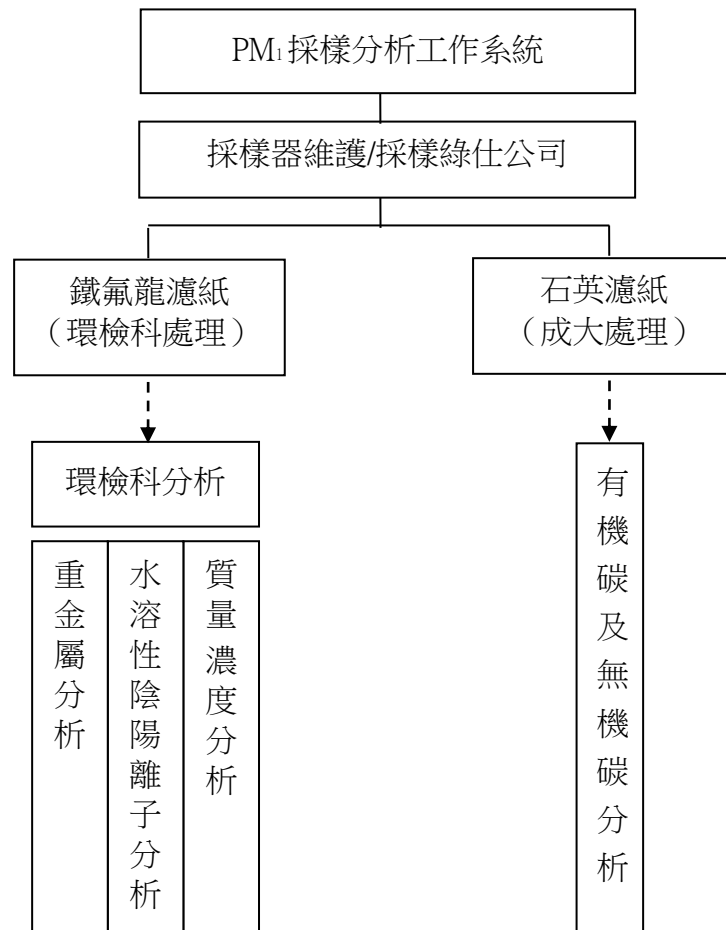 PM₁採樣分析工作系統
採樣器維護/採樣綠仕公司
鐵氟龍濾紙
（環檢科處理）
石英濾紙
（成大處理）
環檢科分析
重金屬分析
水溶性陰陽離子分析
質量濃度分析
有機碳及無機碳分析